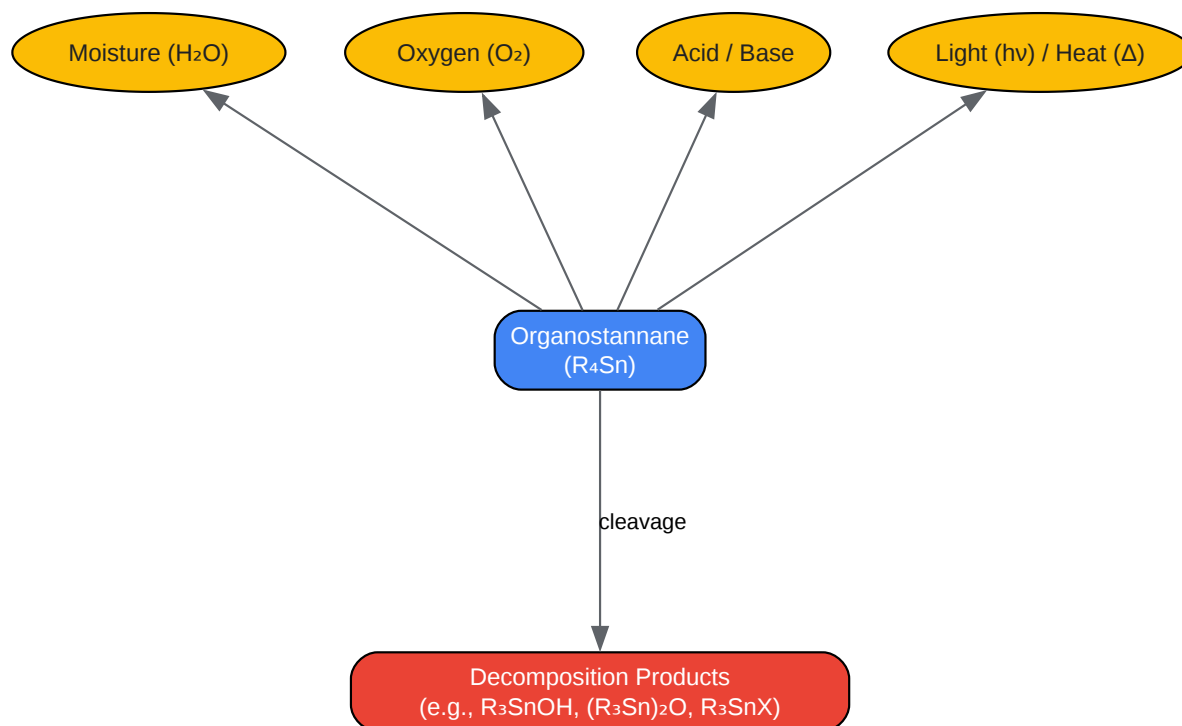 Moisture (H₂O)
Oxygen (O₂)
Acid / Base
Light (hν) / Heat (Δ)
Organostannane
(R₄Sn)
cleavage
Decomposition Products
(e.g., R₃SnOH, (R₃Sn)₂O, R₃SnX)